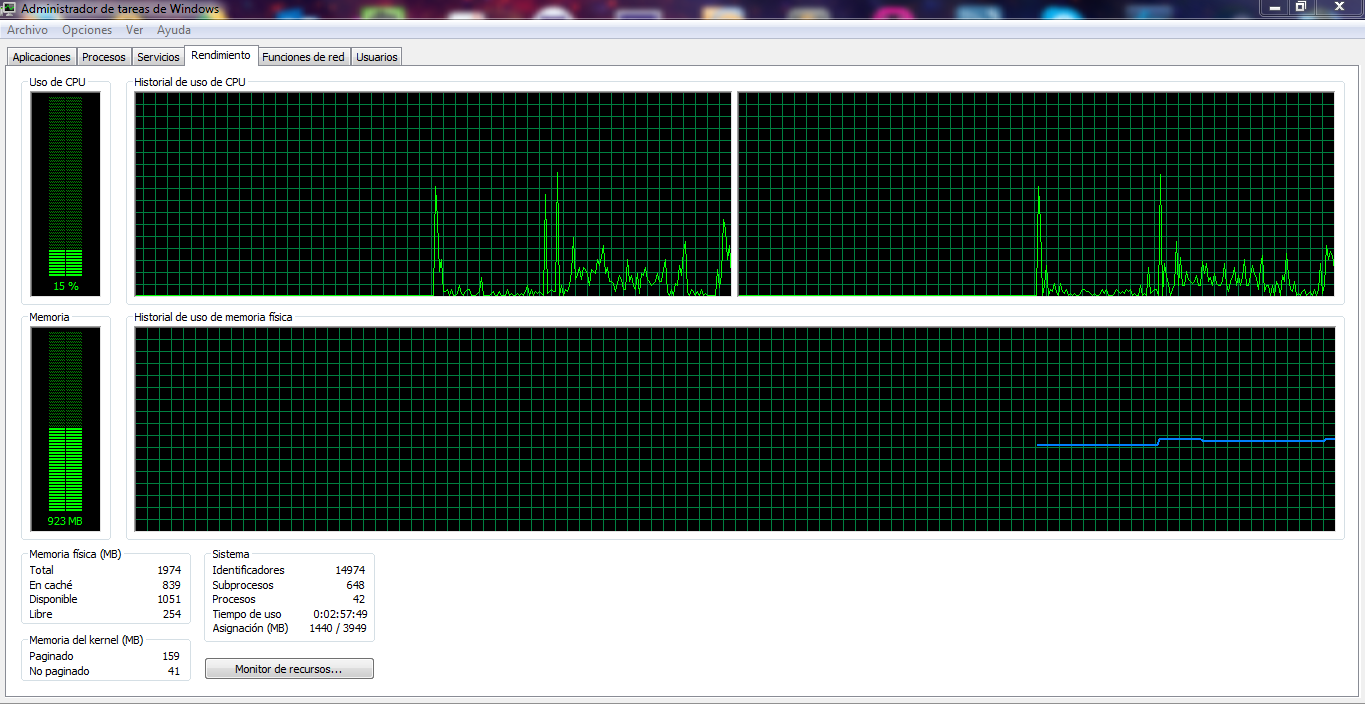 Administrador de tareas de Windows
Archivo Opciones Ver Ayuda
Aplicaciones Procesos Servicios Rendimiento Funciones de red Usuarios
Uso de CPU Historial de uso de CPU
15 %
Memoria Historial de uso de memoria física
923 MB
Memoria física (MB)
Total 1974
En caché 839
Disponible 1051
Libre 254
Memoria del kernel (MB)
Paginado 159
No paginado 41
Sistema
Identificadores 14974
Subprocesos 648
Procesos 42
Tiempo de uso 0:02:57:49
Asignación (MB) 1440 / 3949
Monitor de recursos...